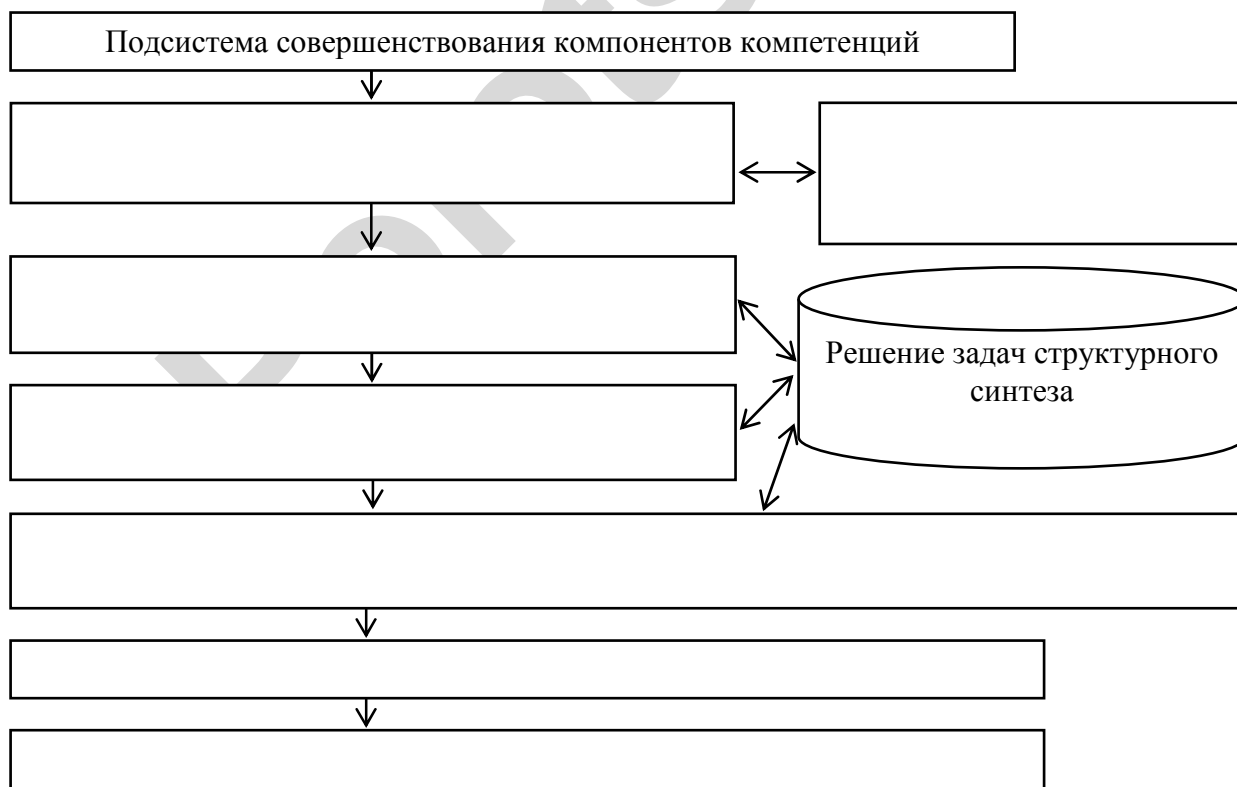 Подсистема совершенствования компонентов компетенций
Решение задач структурного
синтеза